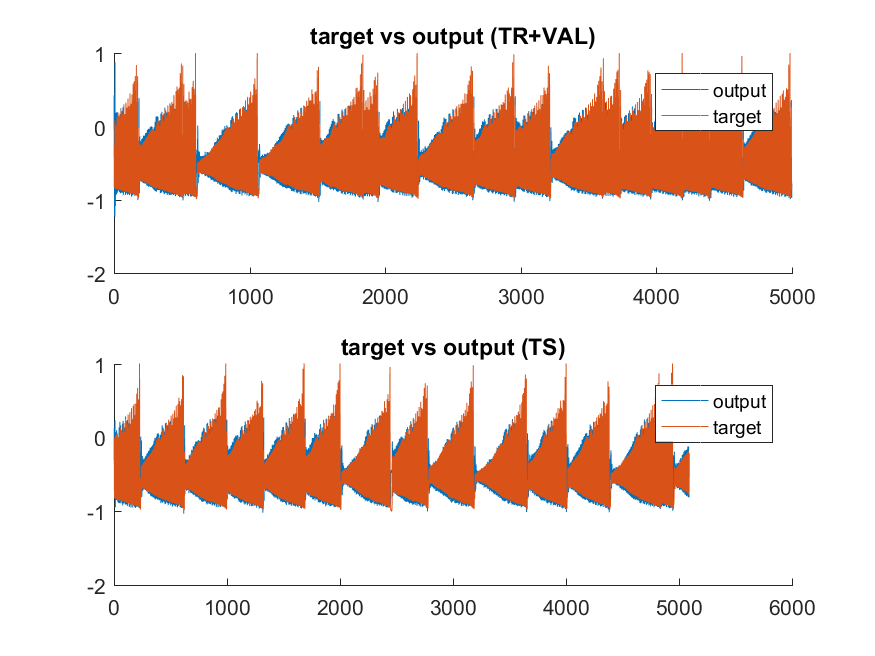 target vs output (TR+VAL)
1
output
target
0
-1
-2
0 1000 2000 3000 4000 5000
target vs output (TS)
1
output
target
0
-1
-2
0 1000 2000 3000 4000 5000 6000